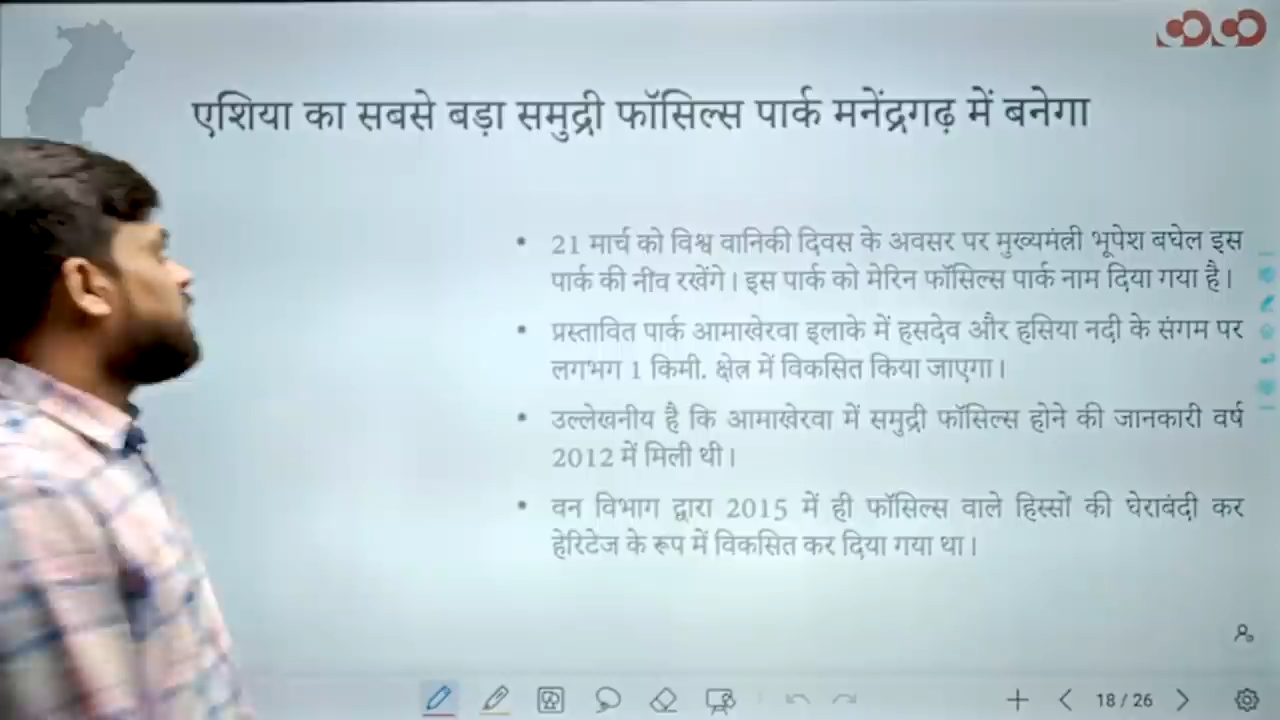 एशिया का सबसे बड़ा समुद्री फॉसिल्स पार्क मनेंद्रगढ़ में बनेगा
• 21 मार्च को विश्व वानिकी दिवस के अवसर पर मुख्यमंत्री भूपेश बघेल इस
पार्क की नींव रखेंगे। इस पार्क को मेरिन फॉसिल्स पार्क नाम दिया गया है।
• प्रस्तावित पार्क आमाखेरवा इलाके में हसदेव और हसिया नदी के संगम पर
लगभग 1 किमी. क्षेत्र में विकसित किया जाएगा।
• उल्लेखनीय है कि आमाखेरवा में समुद्री फॉसिल्स होने की जानकारी वर्ष
2012 में मिली थी।
• वन विभाग द्वारा 2015 में ही फॉसिल्स वाले हिस्सों की घेराबंदी कर
हेरिटेज के रूप में विकसित कर दिया गया था।
18 / 26